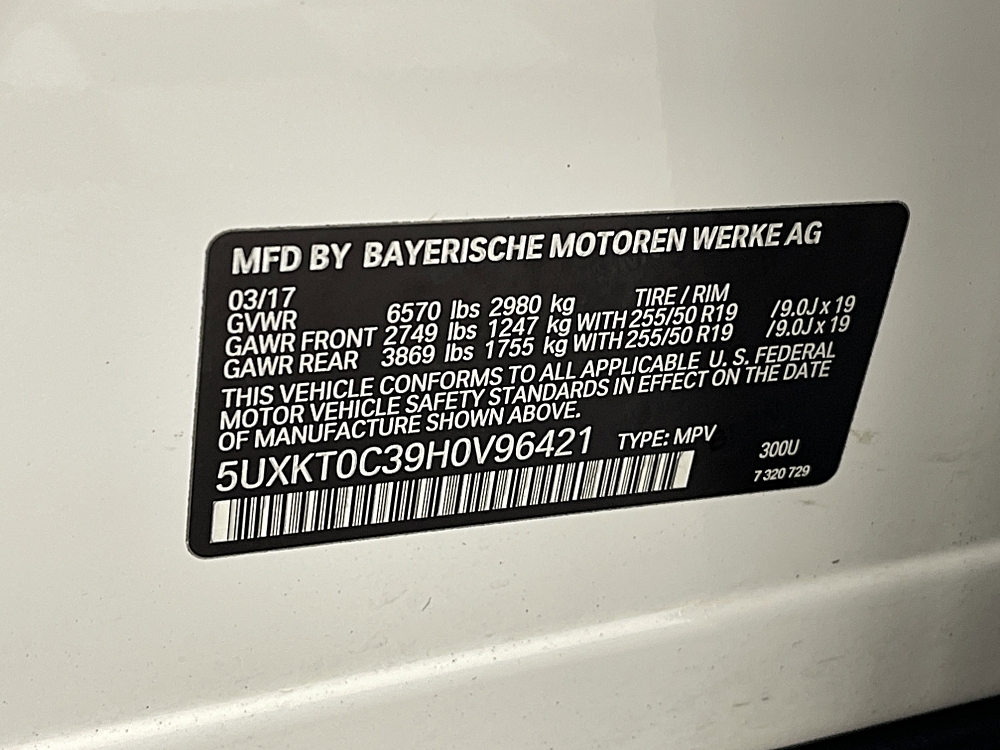 MFD BY BAYERISCHE MOTOREN WERKE AG
03/17 TIRE / RIM
GVWR 6570 lbs 2980 kg
GAWR FRONT 2749 lbs 1247 kg WITH 255/50 R19 /9.0J x 19
GAWR REAR 3869 lbs 1755 kg WITH 255/50 R19 /9.0J x 19
THIS VEHICLE CONFORMS TO ALL APPLICABLE U. S. FEDERAL
MOTOR VEHICLE SAFETY STANDARDS IN EFFECT ON THE DATE
OF MANUFACTURE SHOWN ABOVE.
5UXKT0C39H0V96421 TYPE: MPV 300U
7 320 729